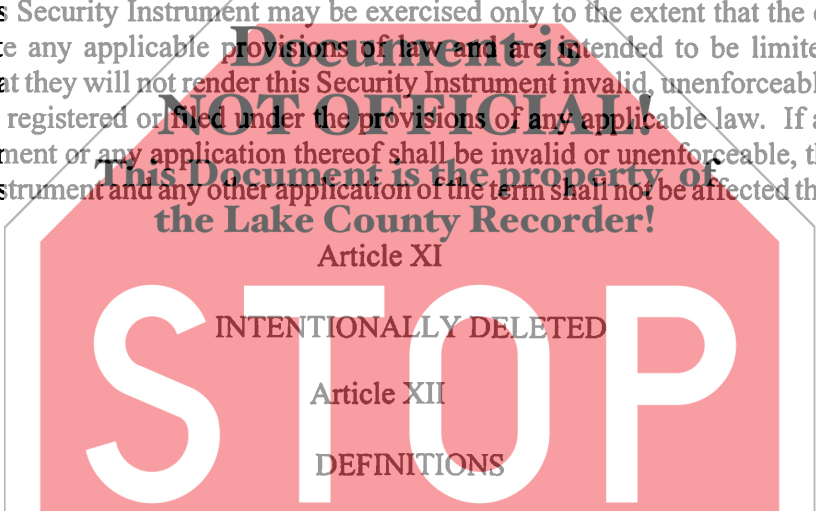 s Security Instrument may be exercised only to the extent that the
Document is
e any applicable provisions of law and are intended to be limite
at they will not render this Security Instrument invalid, unenforceabl
NOT OFFICIAL!
registered or filed under the provisions of any applicable law. If a
ment or any application thereof shall be invalid or unenforceable, th
This Document is the property of
strument and any other application of the term shall not be affected th
the Lake County Recorder!
Article XI
STOP
INTENTIONALLY DELETED
Article XII
DEFINITIONS